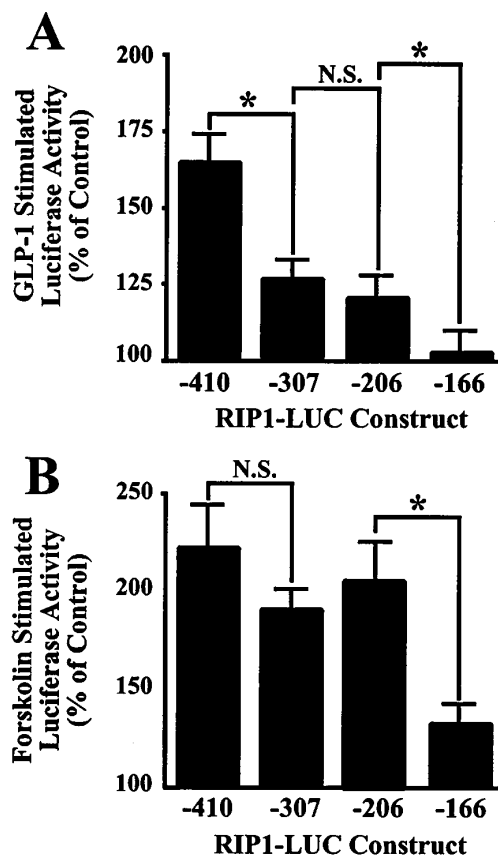 A
GLP-1 Stimulated
Luciferase Activity
(% of Control)
200
175
150
125
100
*
N.S.
*
-410 -307 -206 -166
RIP1-LUC Construct
B
Forskolin Stimulated
Luciferase Activity
(% of Control)
250
200
150
100
N.S.
*
-410 -307 -206 -166
RIP1-LUC Construct